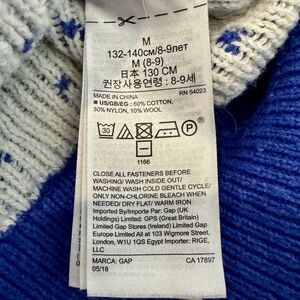 M
132-140см/8-9лет
M (8-9)
日本 130 CM
권장사용연령 : 8-9세
MADE IN CHINA RN 54023
■ US/GB/EG : 60% COTTON,
30% NYLON, 10% WOOL
30
P
1166
CLOSE ALL FASTENERS BEFORE
WASHING/ WASH INSIDE OUT/
MACHINE WASH COLD GENTLE CYCLE/
ONLY NON-CHLORINE BLEACH WHEN
NEEDED/ DRY FLAT/ WARM IRON
Imported By/Importe Par: Gap (UK
Holdings) Limited: GPS (Great Britain)
Limited Gap Stores (Ireland) Limited Gap
Europe Limited All at 103 Wigmore Street,
London, W1U 1QS Egypt Importer: RIGE,
LLC
MARK: GAP CA 17897
05/18